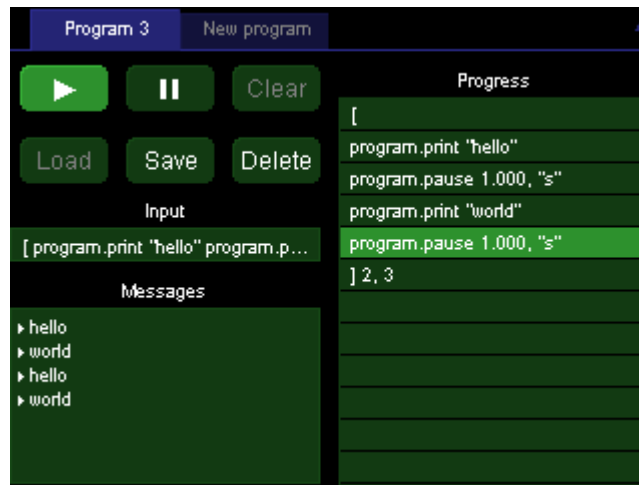 Program 3
New program
Clear
Load
Save
Delete
Input
[ program.print "hello" program.p...
Messages
hello
world
hello
world
Progress
[
program.print "hello"
program.pause 1.000, "s"
program.print "world"
program.pause 1.000, "s"
] 2, 3